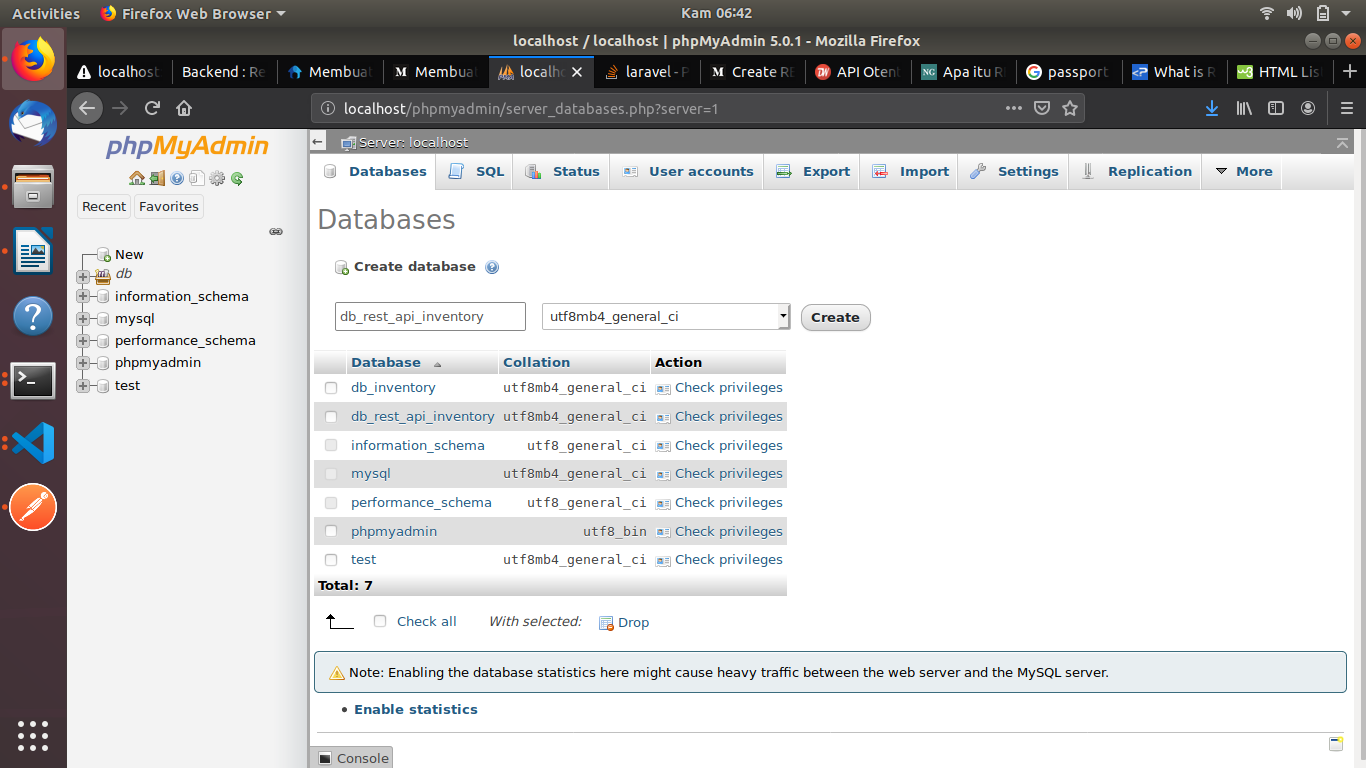 Activities Firefox Web Browser Kam 06:42
localhost / localhost | phpMyAdmin 5.0.1 - Mozilla Firefox
localhost Backend : Re Membua Membua localh laravel - P Create RE API Oten Apa itu R passport What is R HTML Lis
localhost/phpmyadmin/server_databases.php?server=1
phpMyAdmin
Recent Favorites
New
db
information_schema
mysql
performance_schema
phpmyadmin
test
Server: localhost
Databases SQL Status User accounts Export Import Settings Replication More
Databases
Create database
db_rest_api_inventory utf8mb4_general_ci Create
Database Collation Action
db_inventory utf8mb4_general_ci Check privileges
db_rest_api_inventory utf8mb4_general_ci Check privileges
information_schema utf8_general_ci Check privileges
mysql utf8mb4_general_ci Check privileges
performance_schema utf8_general_ci Check privileges
phpmyadmin utf8_bin Check privileges
test utf8mb4_general_ci Check privileges
Total: 7
Check all With selected: Drop
Note: Enabling the database statistics here might cause heavy traffic between the web server and the MySQL server.
Enable statistics
Console